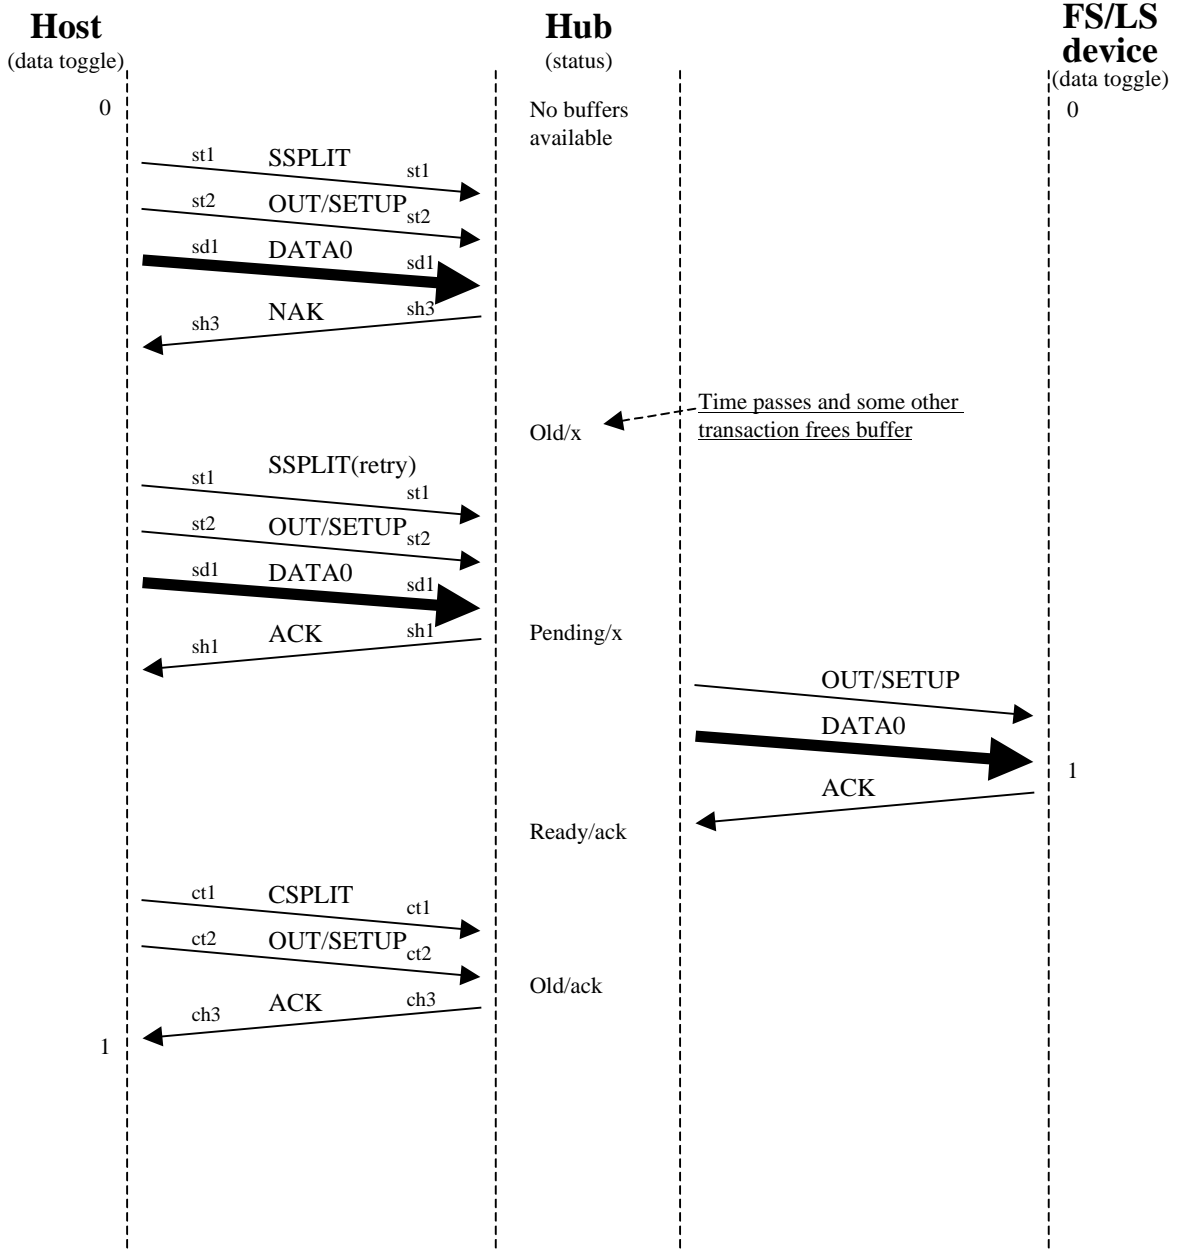 Host
(data toggle)
Hub
(status)
FS/LS
device
(data toggle)
0
No buffers
available
0
st1 SSPLIT st1
st2 OUT/SETUP st2
sd1 DATA0 sd1
sh3 NAK sh3
Time passes and some other
transaction frees buffer
Old/x
SSPLIT(retry)
st1 st1
st2 OUT/SETUP st2
sd1 DATA0 sd1
sh1 ACK sh1
Pending/x
OUT/SETUP
DATA0
1
ACK
Ready/ack
ct1 CSPLIT ct1
ct2 OUT/SETUP ct2
Old/ack
ch3 ACK ch3
1